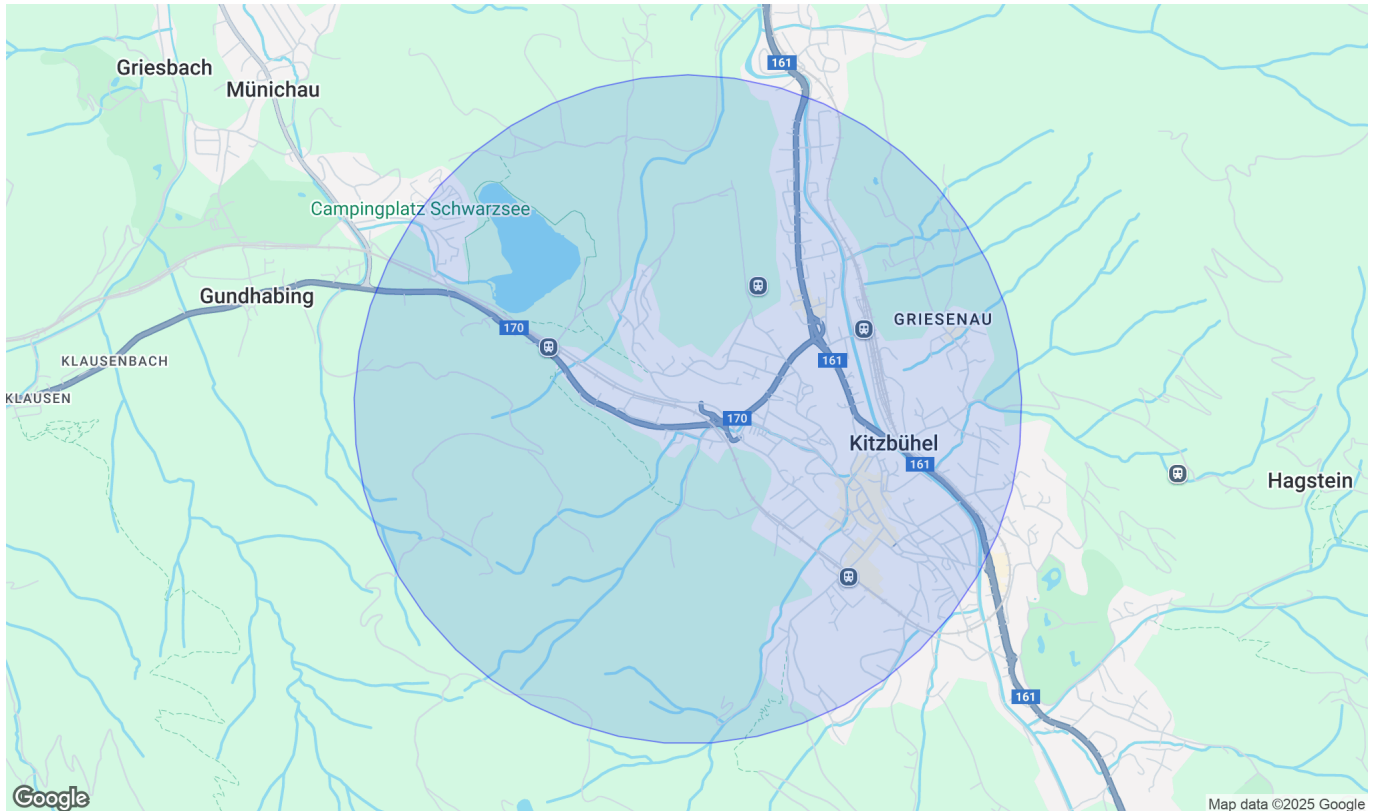 161
Griesbach
Münichau
Campingplatz Schwarzsee
Gundhabing
170
GRIESENAU
KLAUSENBACH
161
KLAUSEN
170
Kitzbühel
161
Hagstein
161
Google
Map data ©2025 Google